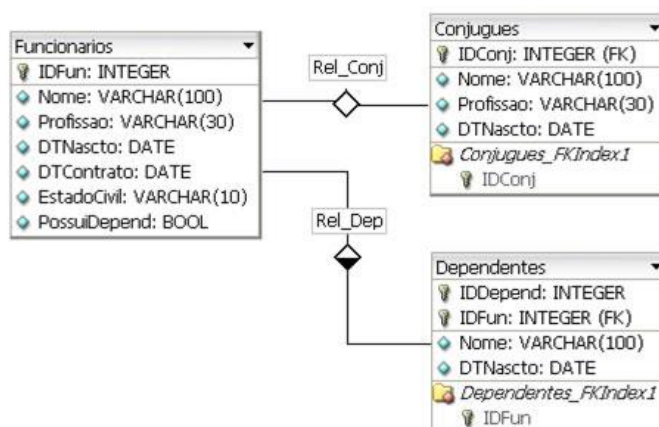 Funcionarios
IDFun: INTEGER
Nome: VARCHAR(100)
Profissao: VARCHAR(30)
DTNascto: DATE
DTContrato: DATE
EstadoCivil: VARCHAR(10)
PossuiDepend: BOOL
Rel_Conj
Rel_Dep
Conjugues
IDConj: INTEGER (FK)
Nome: VARCHAR(100)
Profissao: VARCHAR(30)
DTNascto: DATE
Conjugues_FKIndex1
IDConj
Dependentes
IDDepend: INTEGER
IDFun: INTEGER (FK)
Nome: VARCHAR(100)
DTNascto: DATE
Dependentes_FKIndex1
IDFun